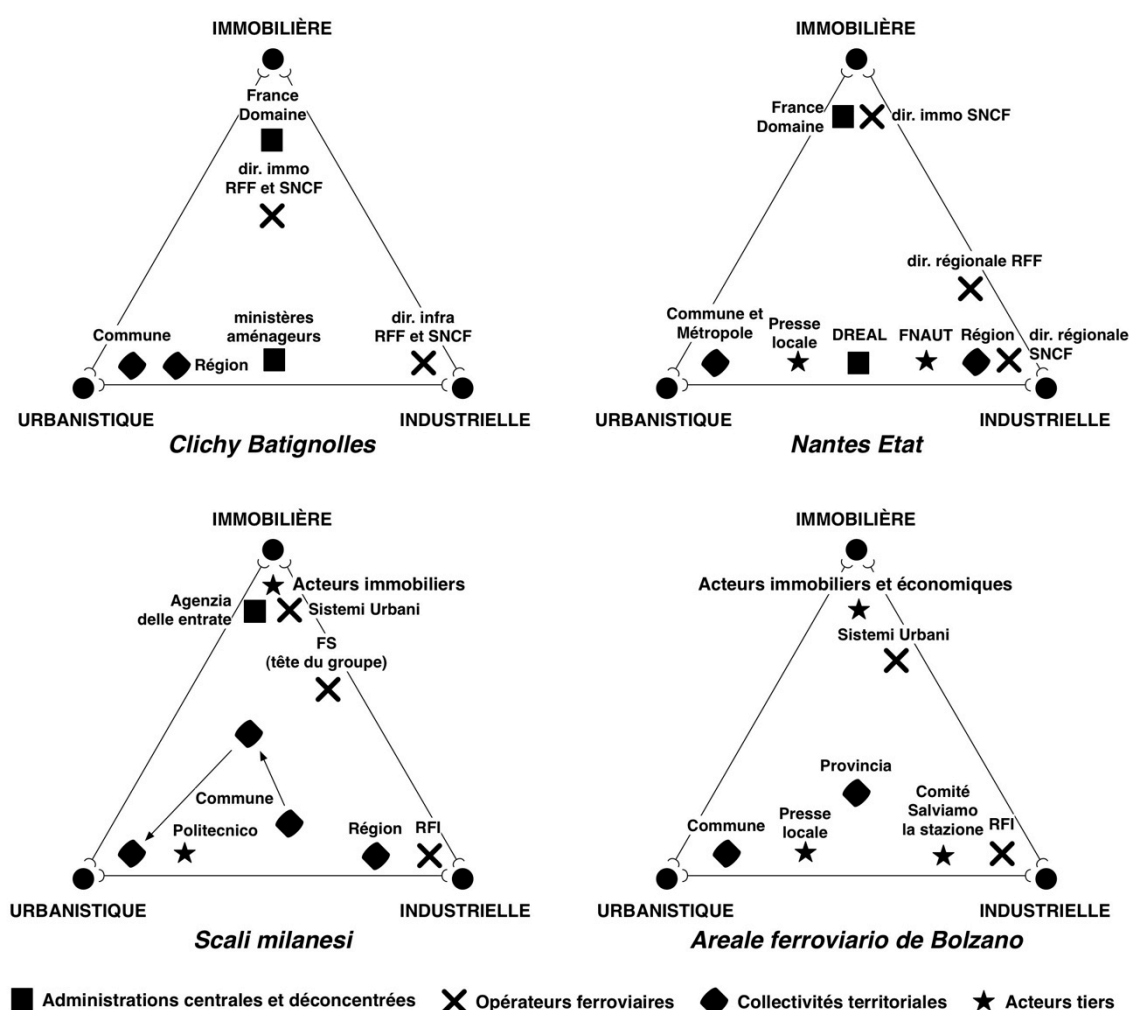 IMMOBILIÈRE
France
Domaine
dir. immo
RFF et SNCF
Commune
Région
ministères
aménageurs
dir. infra
RFF et SNCF
URBANISTIQUE
INDUSTRIELLE
Clichy Batignolles
IMMOBILIÈRE
France
Domaine
dir. immo SNCF
dir. régionale RFF
Commune et
Métropole
Presse
locale
DREAL
FNAUT
Région
dir. régionale
SNCF
URBANISTIQUE
INDUSTRIELLE
Nantes Etat
IMMOBILIÈRE
Acteurs immobiliers
Agenzia
delle entrate
Sistemi Urbani
FS
(tête du groupe)
Commune
Politecnico
Région
RFI
URBANISTIQUE
INDUSTRIELLE
Scali milanesi
IMMOBILIÈRE
Acteurs immobiliers et économiques
Sistemi Urbani
Provincia
Commune
Presse
locale
Comité
Salviamo
la stazione
RFI
URBANISTIQUE
INDUSTRIELLE
Areale ferroviario de Bolzano
Administrations centrales et déconcentrées
Opérateurs ferroviaires
Collectivités territoriales
Acteurs tiers